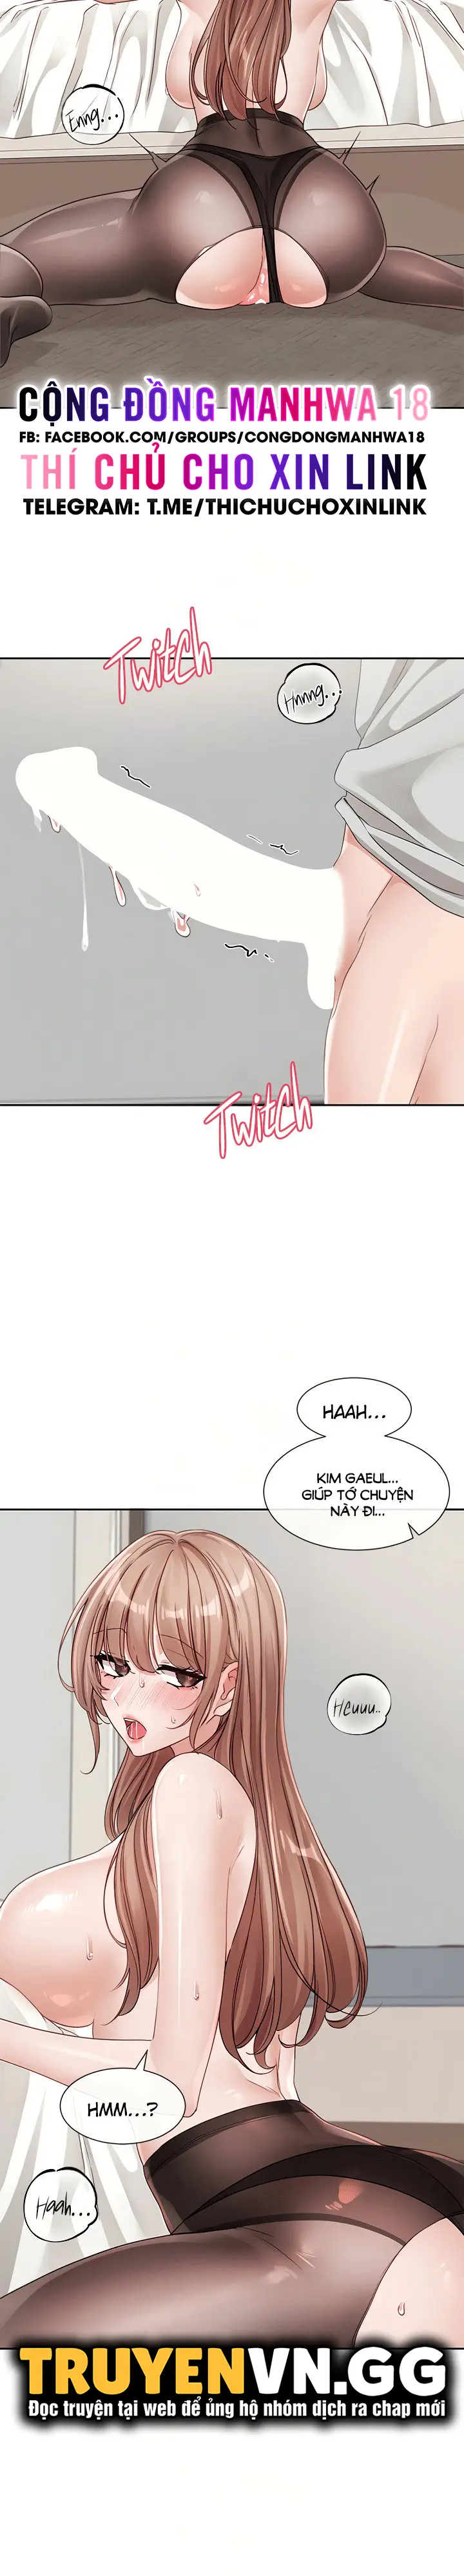 Enng...
CỘNG ĐỒNG MANHWA 18
FB: FACEBOOK.COM/GROUPS/CONGDONGMANHWA18
THÍ CHỦ CHO XIN LINK
TELEGRAM: T.ME/THICHUCHOXINLINK
Twitch
Hnnng...
Twitch
HAAH...
KIM GAEUL...
GIÚP TỚ CHUYỆN
NÀY ĐI...
Heuuu..
HMM...?
Haah...
TRUYENVN.GG
Đọc truyện tại web để ủng hộ nhóm dịch ra chap mới